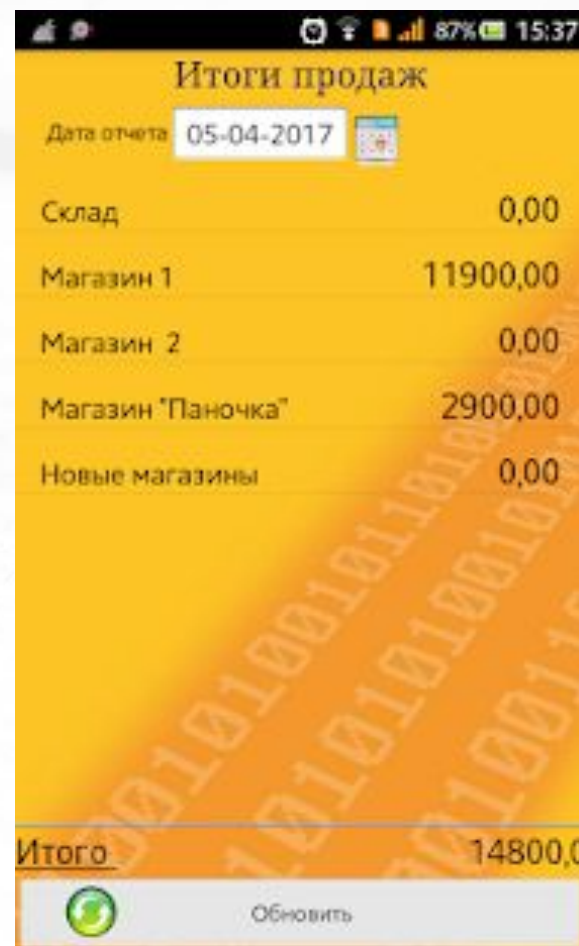 87% 15:37
Итоги продаж
Дата отчета 05-04-2017
Склад 0,00
Магазин 1 11900,00
Магазин 2 0,00
Магазин "Паночка" 2900,00
Новые магазины 0,00
Итого 14800,0
Обновить